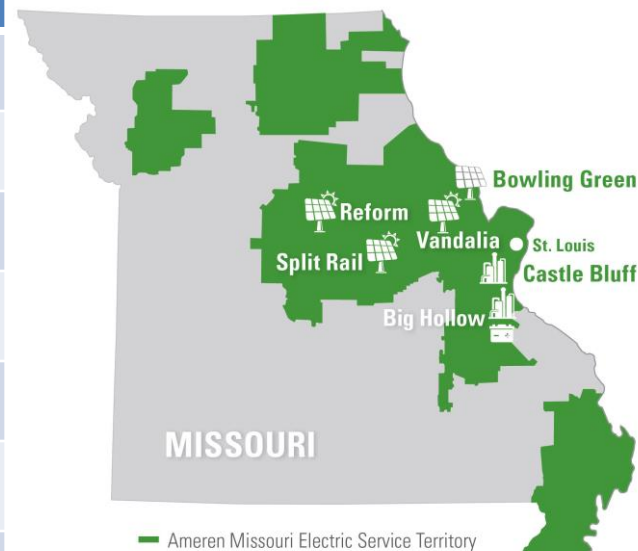 Bowling Green
Reform
Vandalia
St. Louis
Split Rail
Castle Bluff
Big Hollow
MISSOURI
Ameren Missouri Electric Service Territory